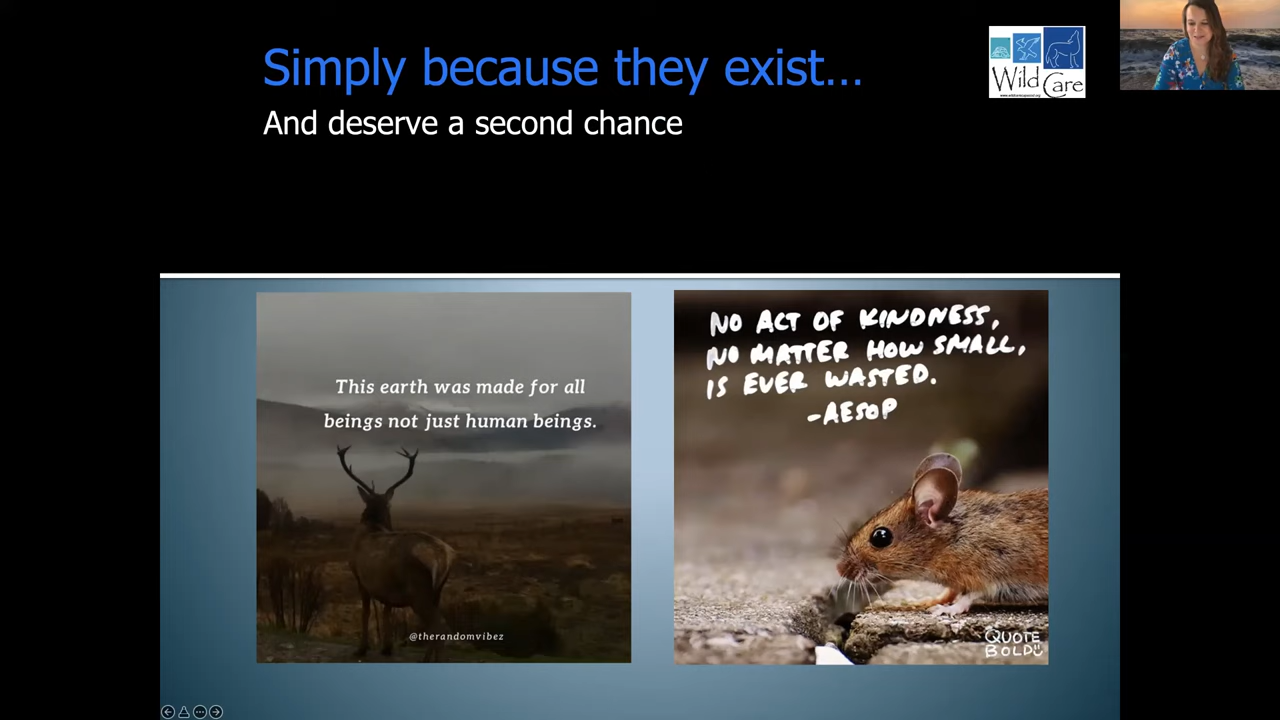 Simply because they exist...
And deserve a second chance
Wild Care
This earth was made for all
beings not just human beings.
@therandomvibez
NO ACT OF KINDNESS,
NO MATTER HOW SMALL,
IS EVER WASTED.
-AESOP
QUOTE
BOLD